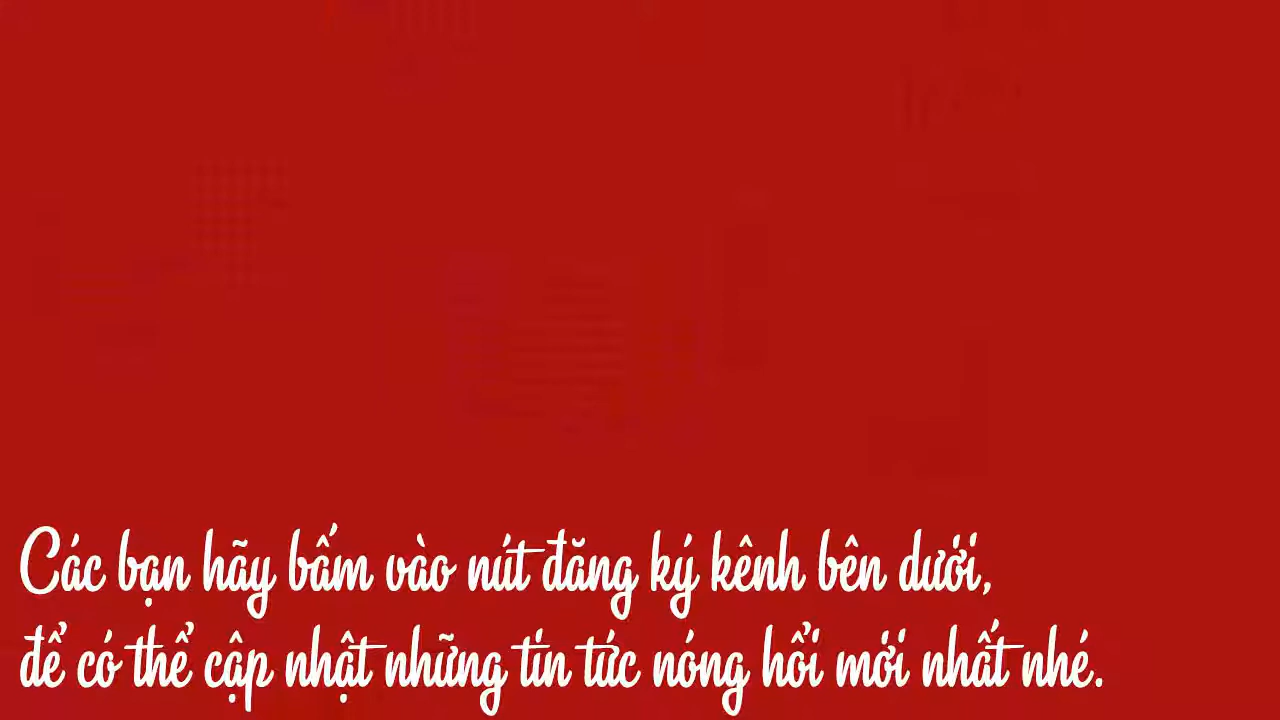 Các bạn hãy bấm vào nút đăng ký kênh bên dưới,
để có thể cập nhật những tin tức nóng hổi mới nhất nhé.